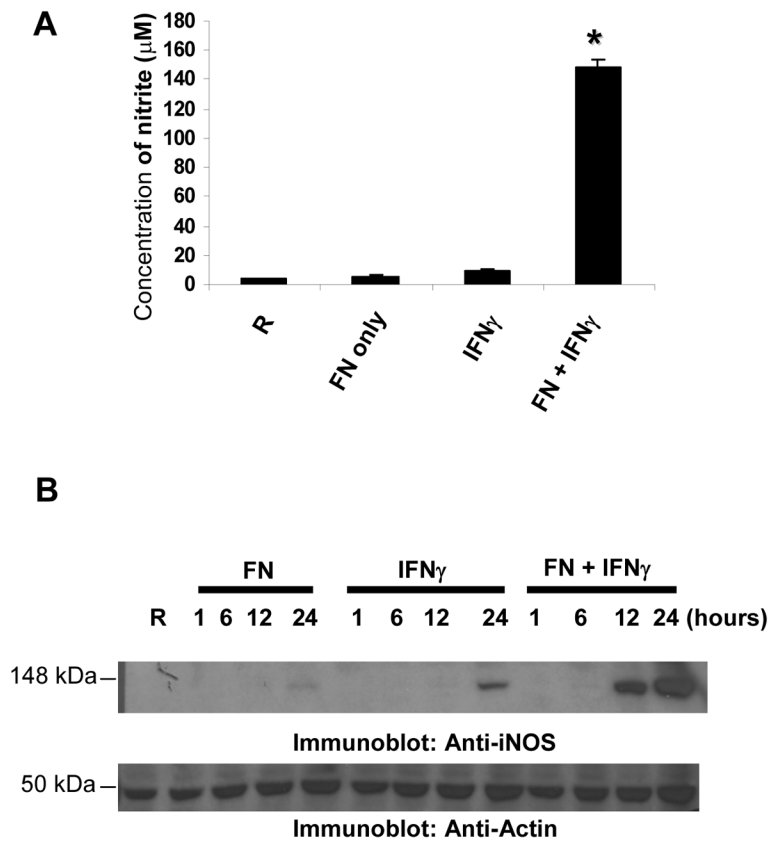 A
Concentration of nitrite (μM)
180
160
140
120
100
80
60
40
20
0
*
R
FN only
IFNγ
FN + IFNγ
B
FN IFNγ FN + IFNγ
R 1 6 12 24 1 6 12 24 1 6 12 24 (hours)
148 kDa
Immunoblot: Anti-iNOS
50 kDa
Immunoblot: Anti-Actin